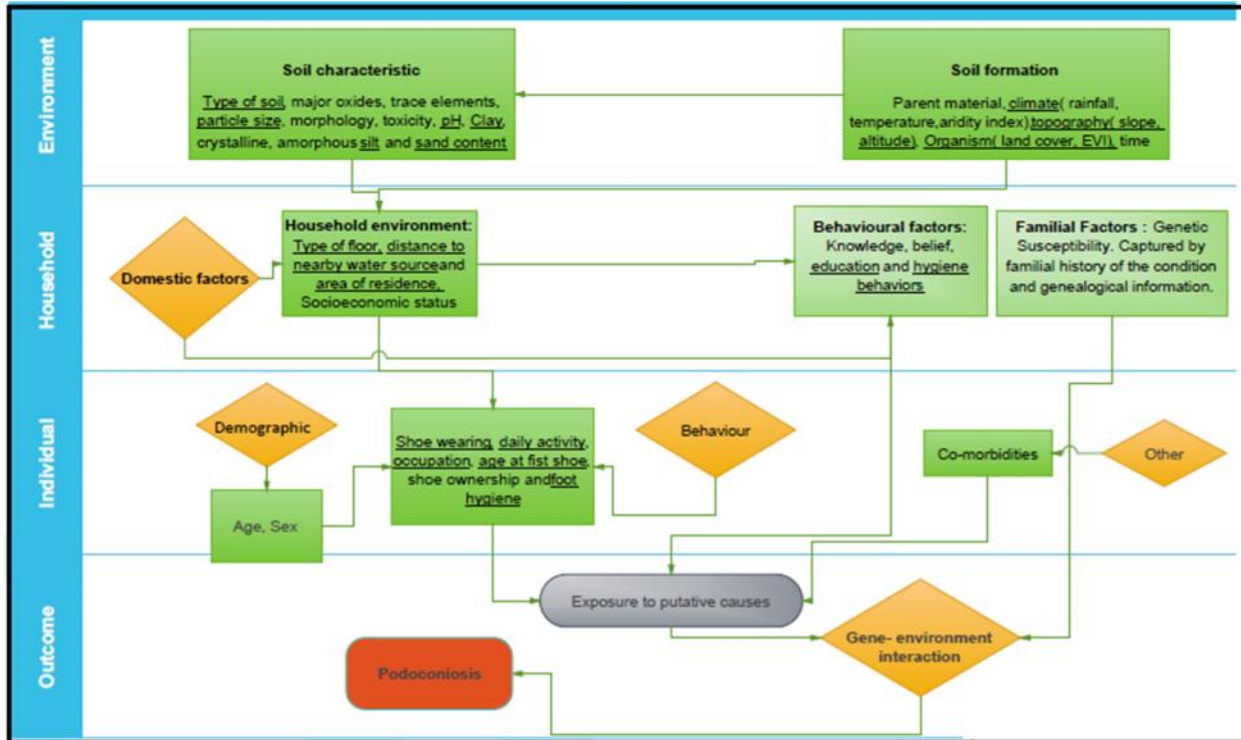 Environment
Soil characteristic
Type of soil, major oxides, trace elements,
particle size, morphology, toxicity, pH, Clay,
crystalline, amorphous silt and sand content
Soil formation
Parent material, climate( rainfall,
temperature,aridity index),topography( slope,
altitude), Organism( land cover, EVI), time
Household
Domestic factors
Household environment:
Type of floor, distance to
nearby water sourceand
area of residence,
Socioeconomic status
Behavioural factors:
Knowledge, belief,
education and hygiene
behaviors
Familial Factors : Genetic
Susceptibility. Captured by
familial history of the condition
and genealogical information.
Individual
Demographic
Age, Sex
Shoe wearing, daily activity,
occupation, age at fist shoe,
shoe ownership andfoot
hygiene
Behaviour
Co-morbidities
Other
Outcome
Exposure to putative causes
Gene- environment
interaction
Podoconiosis